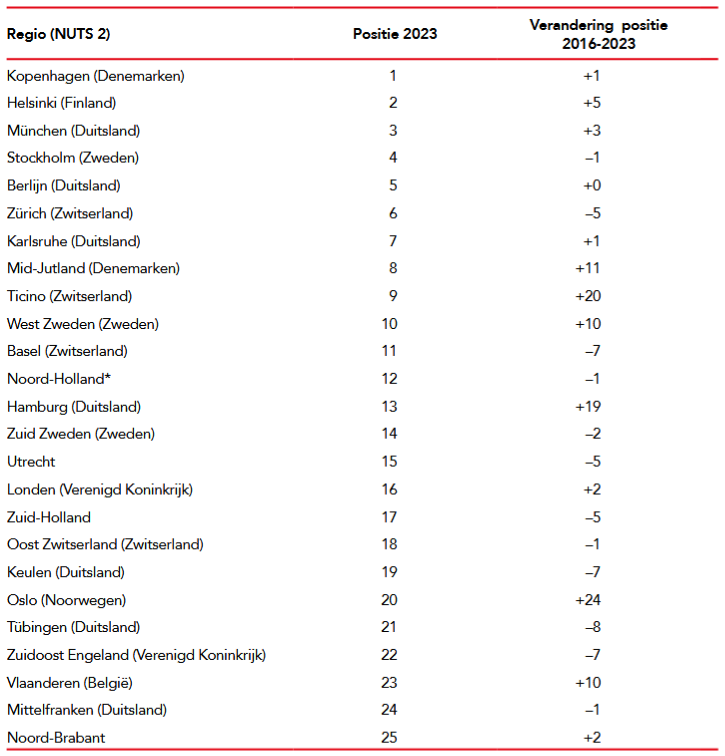 Regio (NUTS 2) Positie 2023 Verandering positie
2016-2023
Kopenhagen (Denemarken) 1 +1
Helsinki (Finland) 2 +5
München (Duitsland) 3 +3
Stockholm (Zweden) 4 –1
Berlijn (Duitsland) 5 +0
Zürich (Zwitserland) 6 –5
Karlsruhe (Duitsland) 7 +1
Mid-Jutland (Denemarken) 8 +11
Ticino (Zwitserland) 9 +20
West Zweden (Zweden) 10 +10
Basel (Zwitserland) 11 –7
Noord-Holland* 12 –1
Hamburg (Duitsland) 13 +19
Zuid Zweden (Zweden) 14 –2
Utrecht 15 –5
Londen (Verenigd Koninkrijk) 16 +2
Zuid-Holland 17 –5
Oost Zwitserland (Zwitserland) 18 –1
Keulen (Duitsland) 19 –7
Oslo (Noorwegen) 20 +24
Tübingen (Duitsland) 21 –8
Zuidoost Engeland (Verenigd Koninkrijk) 22 –7
Vlaanderen (België) 23 +10
Mittelfranken (Duitsland) 24 –1
Noord-Brabant 25 +2